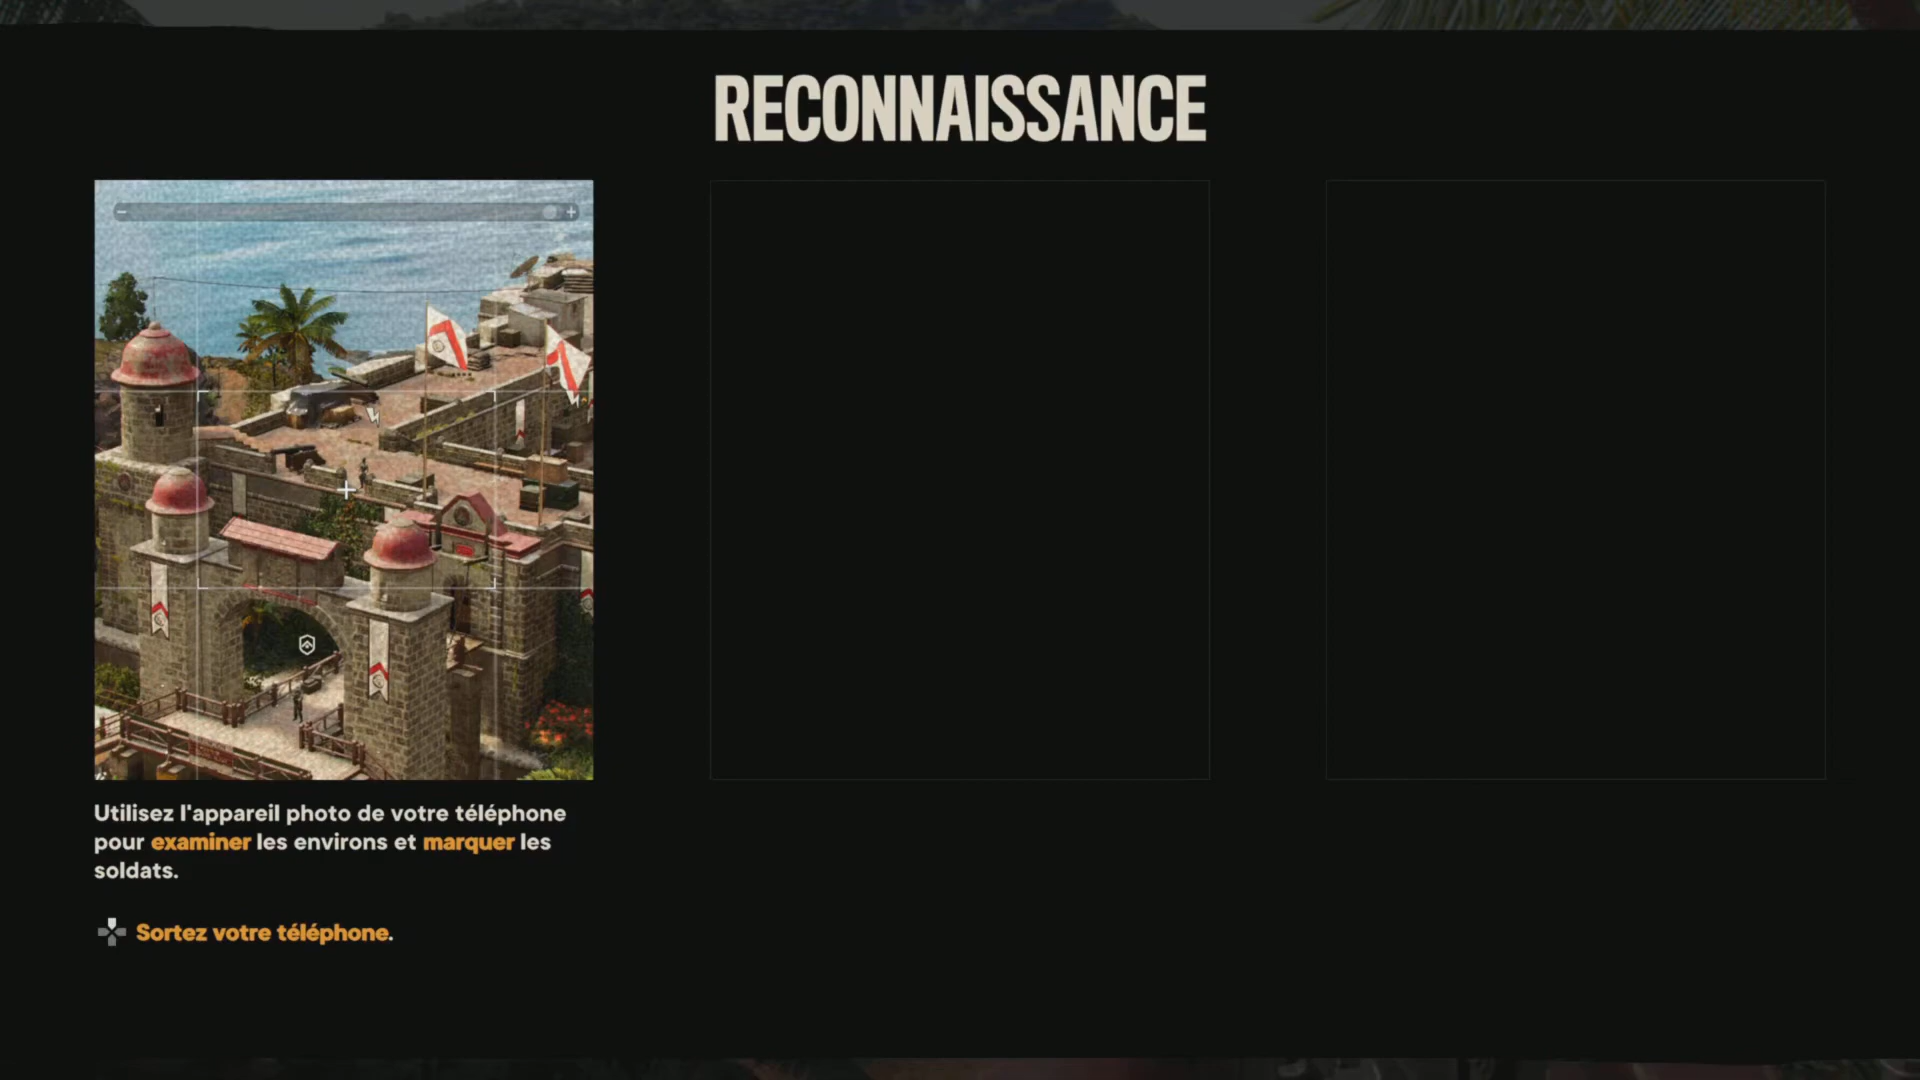 RECONNAISSANCE
Utilisez l'appareil photo de votre téléphone
pour examiner les environs et marquer les
soldats.
Sortez votre téléphone.